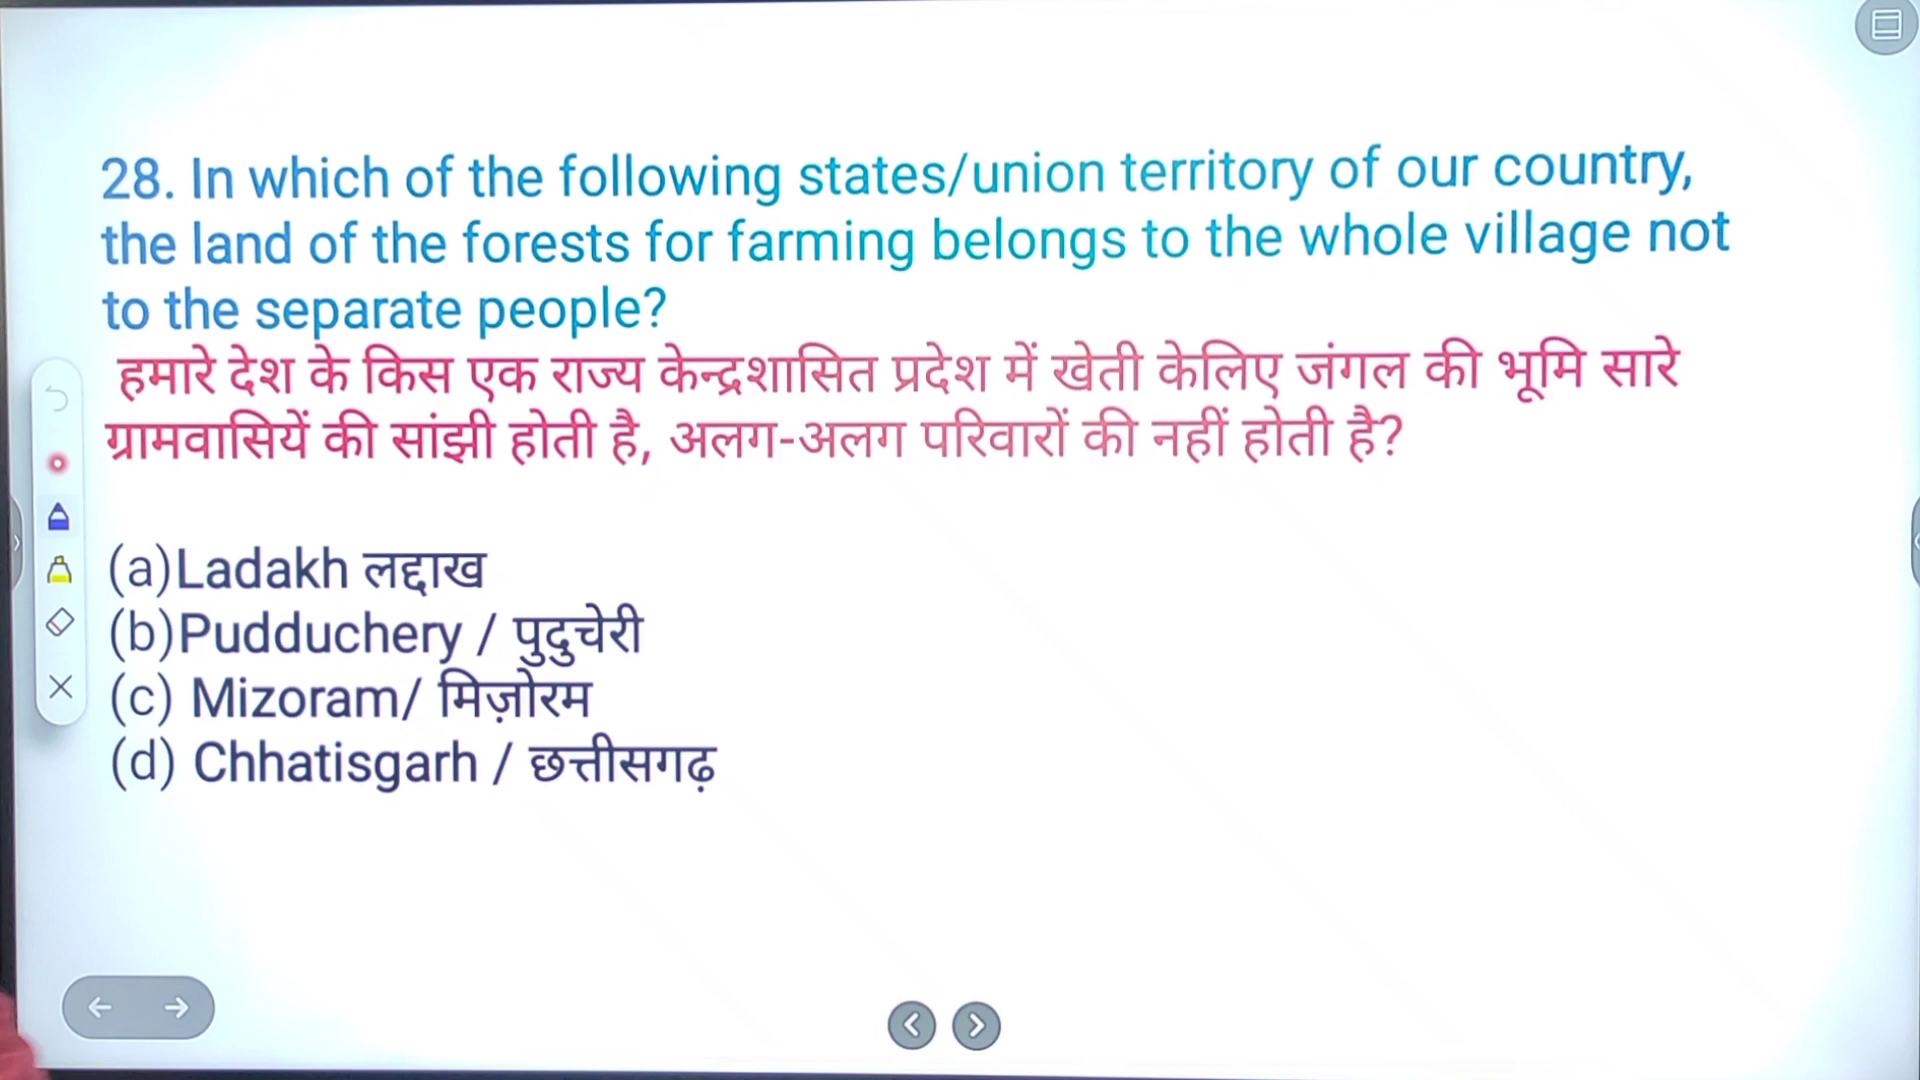 28. In which of the following states/union territory of our country,
the land of the forests for farming belongs to the whole village not
to the separate people?
हमारे देश के किस एक राज्य केन्द्रशासित प्रदेश में खेती केलिए जंगल की भूमि सारे
ग्रामवासियें की सांझी होती है, अलग-अलग परिवारों की नहीं होती है?
(a)Ladakh लद्दाख
(b)Pudduchery / पुदुचेरी
(c) Mizoram/ मिज़ोरम
(d) Chhatisgarh / छत्तीसगढ़